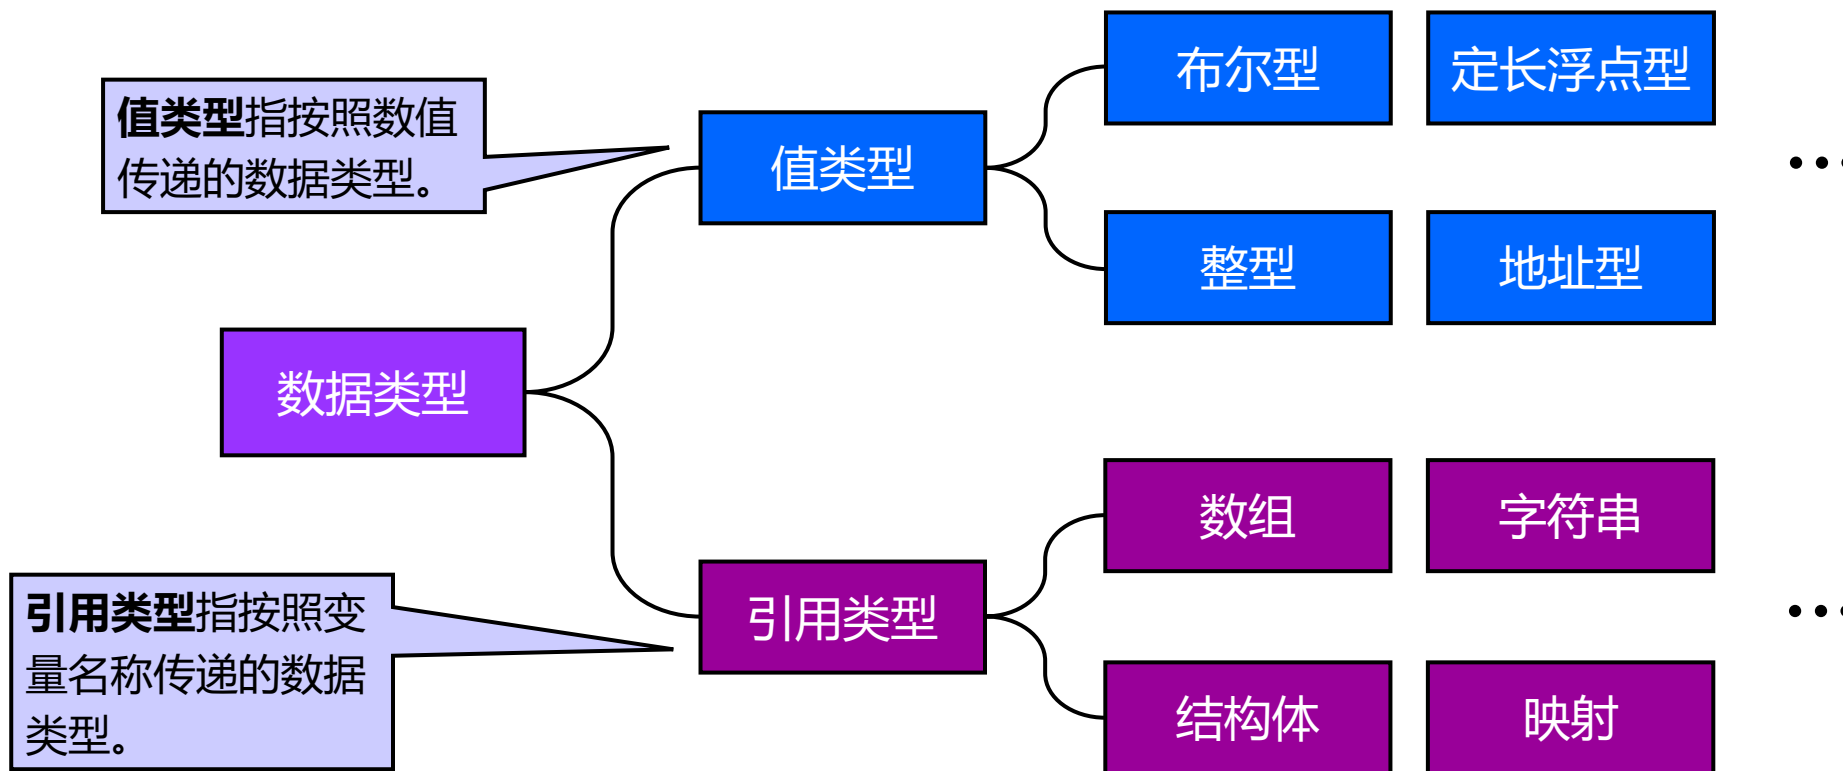 布尔型
定长浮点型
值类型指按照数值
传递的数据类型。
值类型
…
整型
地址型
数据类型
数组
字符串
引用类型指按照变
量名称传递的数据
类型。
引用类型
…
结构体
映射